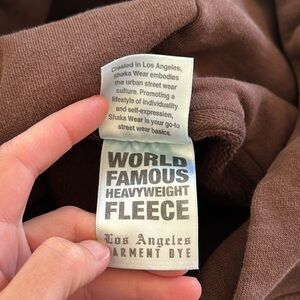 Created in Los Angeles,
Shaka Wear embodies
the urban street wear
culture. Promoting a
lifestyle of individuality
and self-expression,
Shaka Wear is your go-to
street wear basics.
WORLD
FAMOUS
HEAVYWEIGHT
FLEECE
Los Angeles
ARMENT DYE